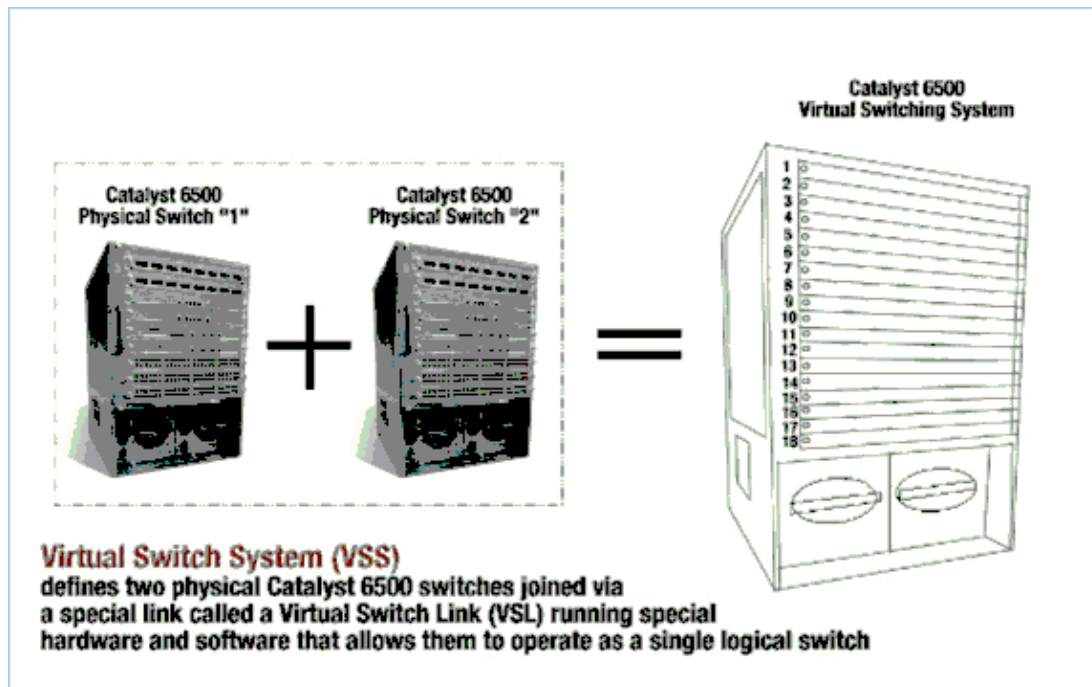 Catalyst 6500
Virtual Switching System
Catalyst 6500
Physical Switch "1"
Catalyst 6500
Physical Switch "2"
1
2
3
4
5
6
7
8
9
10
11
12
13
14
15
16
17
18
Virtual Switch System (VSS)
defines two physical Catalyst 6500 switches joined via
a special link called a Virtual Switch Link (VSL) running special
hardware and software that allows them to operate as a single logical switch